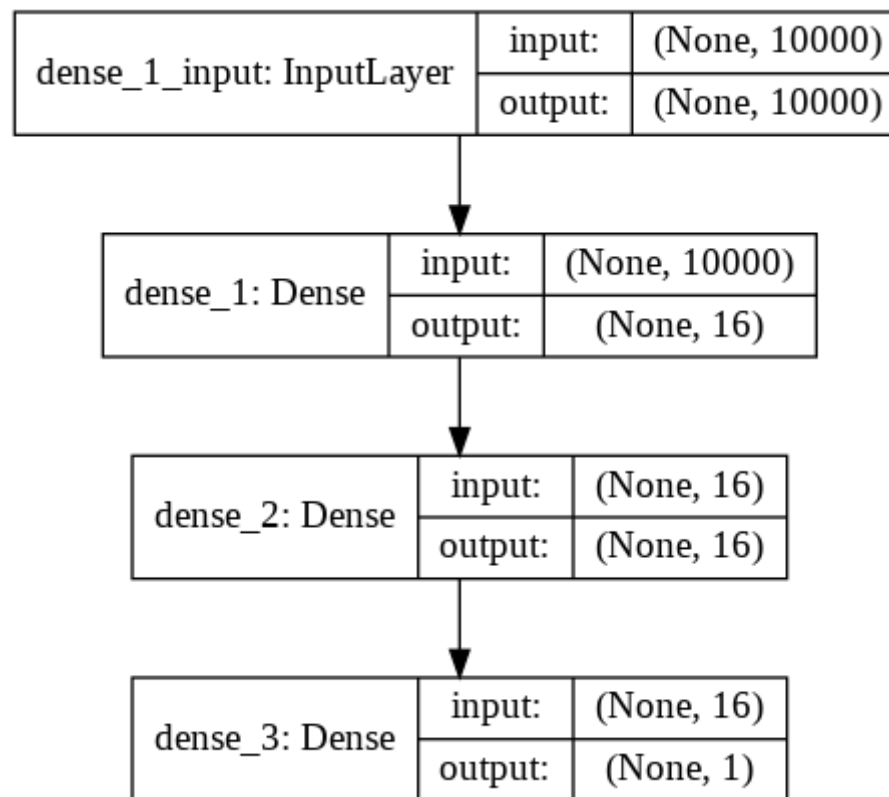 dense_1_input: InputLayer
input: (None, 10000)
output: (None, 10000)
dense_1: Dense
input: (None, 10000)
output: (None, 16)
dense_2: Dense
input: (None, 16)
output: (None, 16)
dense_3: Dense
input: (None, 16)
output: (None, 1)